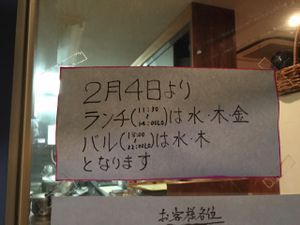 2月4日より
ランチ(11:30〜14:00LO)は水・木・金
バル(18:00〜22:00LO)は水・木
となります
お客様各位